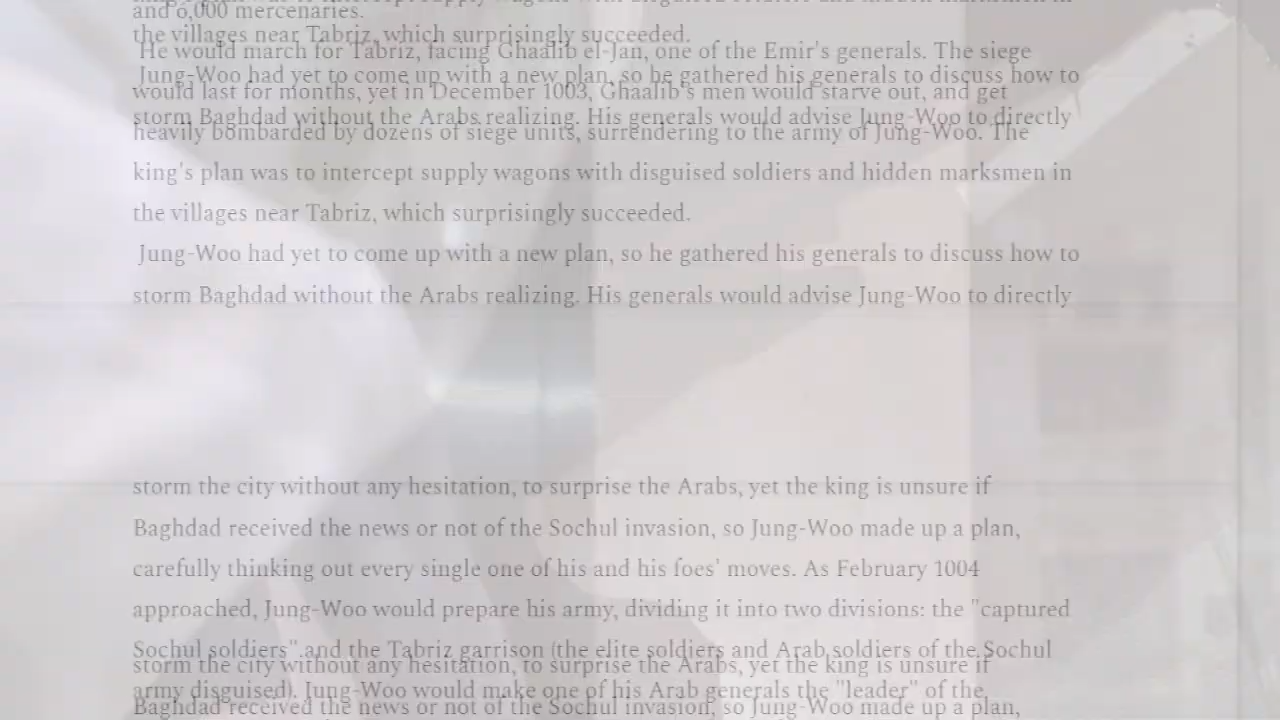 and 6,000 mercenaries.
the villages near Tabriz, which surprisingly succeeded.
He would march for Tabriz, facing Ghaalib el-Jan, one of the Emir's generals. The siege
Jung-Woo had yet to come up with a new plan, so he gathered his generals to discuss how to
would last for months, yet in December 1003, Ghaalib's men would starve out, and get
storm Baghdad without the Arabs realizing. His generals would advise Jung-Woo to directly
heavily bombarded by dozens of siege units, surrendering to the army of Jung-Woo. The
king's plan was to intercept supply wagons with disguised soldiers and hidden marksmen in
the villages near Tabriz, which surprisingly succeeded.
Jung-Woo had yet to come up with a new plan, so he gathered his generals to discuss how to
storm Baghdad without the Arabs realizing. His generals would advise Jung-Woo to directly
storm the city without any hesitation, to surprise the Arabs, yet the king is unsure if
Baghdad received the news or not of the Sochul invasion, so Jung-Woo made up a plan,
carefully thinking out every single one of his and his foes' moves. As February 1004
approached, Jung-Woo would prepare his army, dividing it into two divisions: the "captured
Sochul soldiers" and the Tabriz garrison (the elite soldiers and Arab soldiers of the Sochul
storm the city without any hesitation, to surprise the Arabs, yet the king is unsure if
army disguised). Jung-Woo would make one of his Arab generals the "leader" of the
Baghdad received the news or not of the Sochul invasion, so Jung-Woo made up a plan,